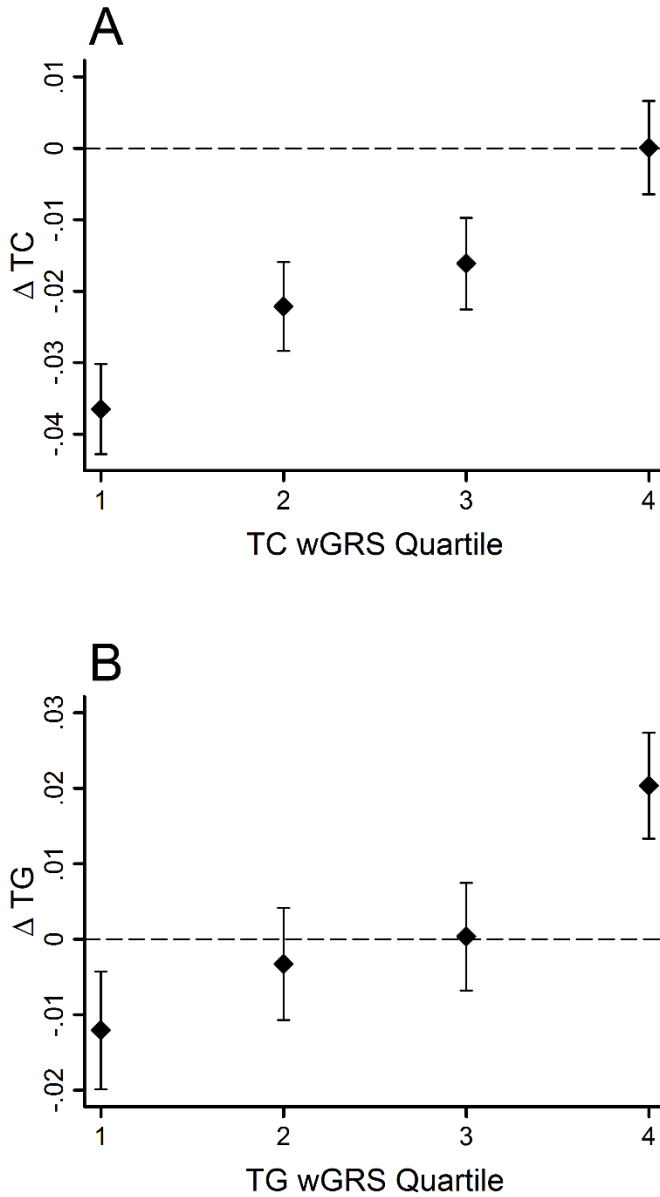 A
.01
0
-.01
-.02
-.03
-.04
Δ TC
1 2 3 4
TC wGRS Quartile
B
.03
.02
.01
0
-.01
-.02
Δ TG
1 2 3 4
TG wGRS Quartile